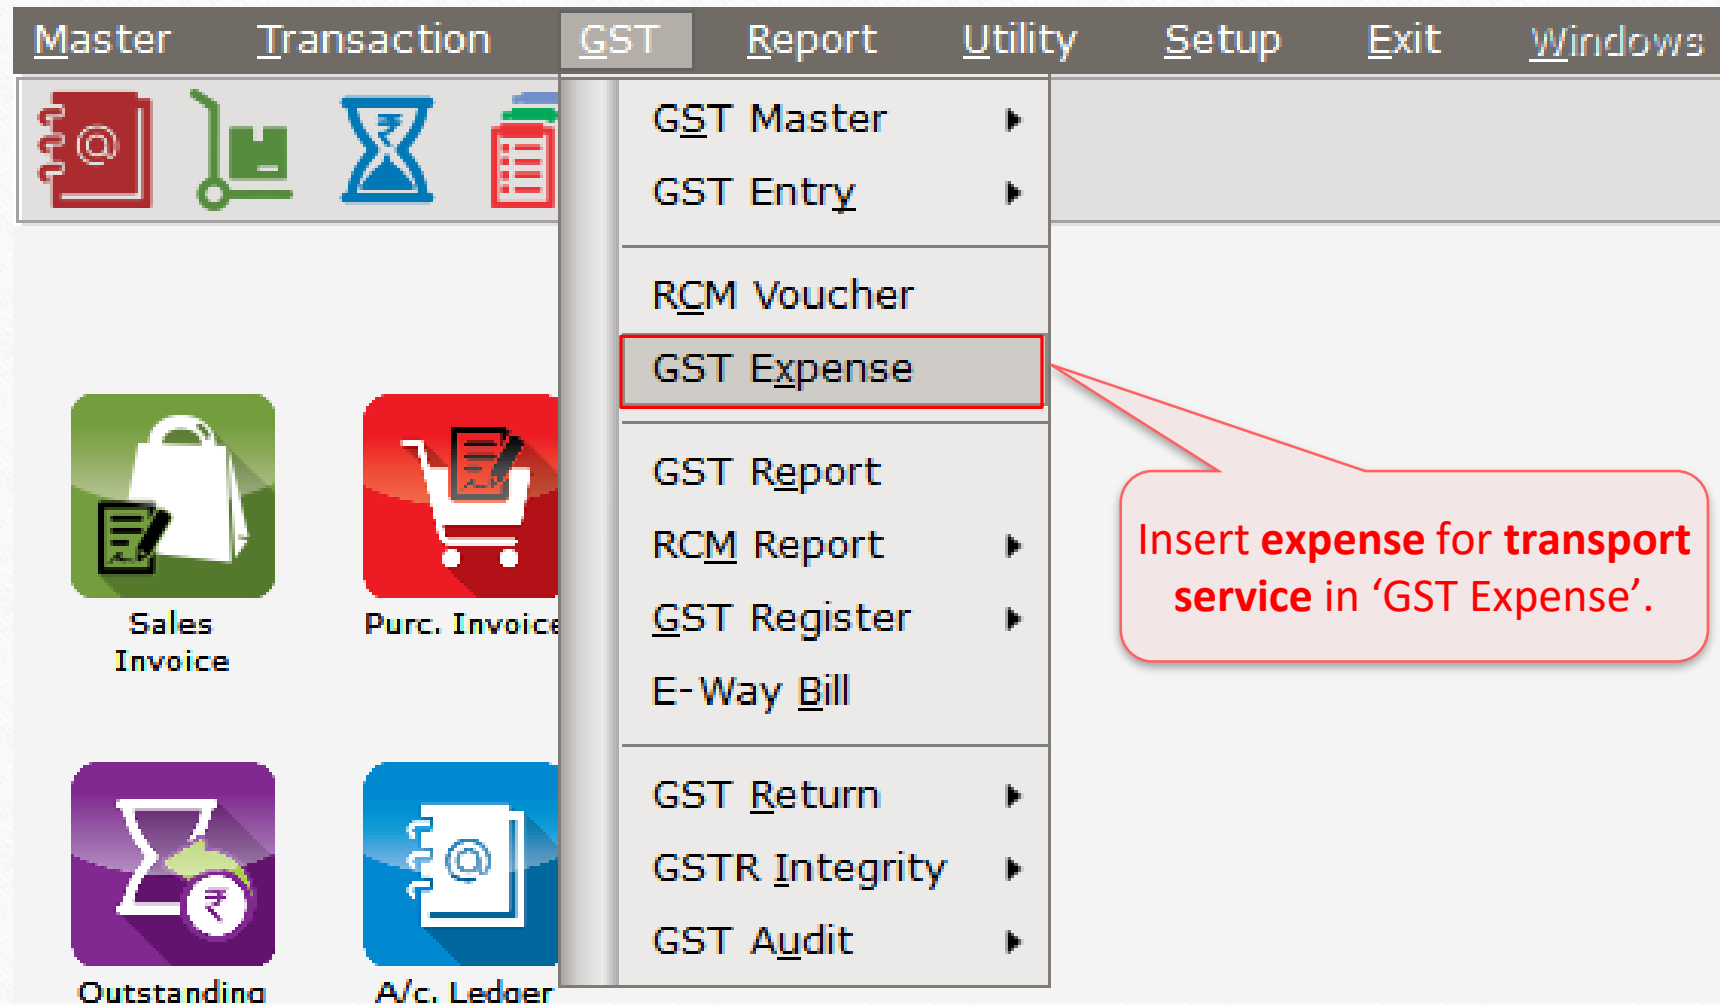 Master Transaction GST Report Utility Setup Exit Windows
GST Master
GST Entry
RCM Voucher
GST Expense
GST Report
RCM Report
GST Register
E-Way Bill
GST Return
GSTR Integrity
GST Audit
Insert expense for transport
service in ‘GST Expense’.
Sales
Invoice
Purc. Invoice
Outstanding
A/c. Ledger